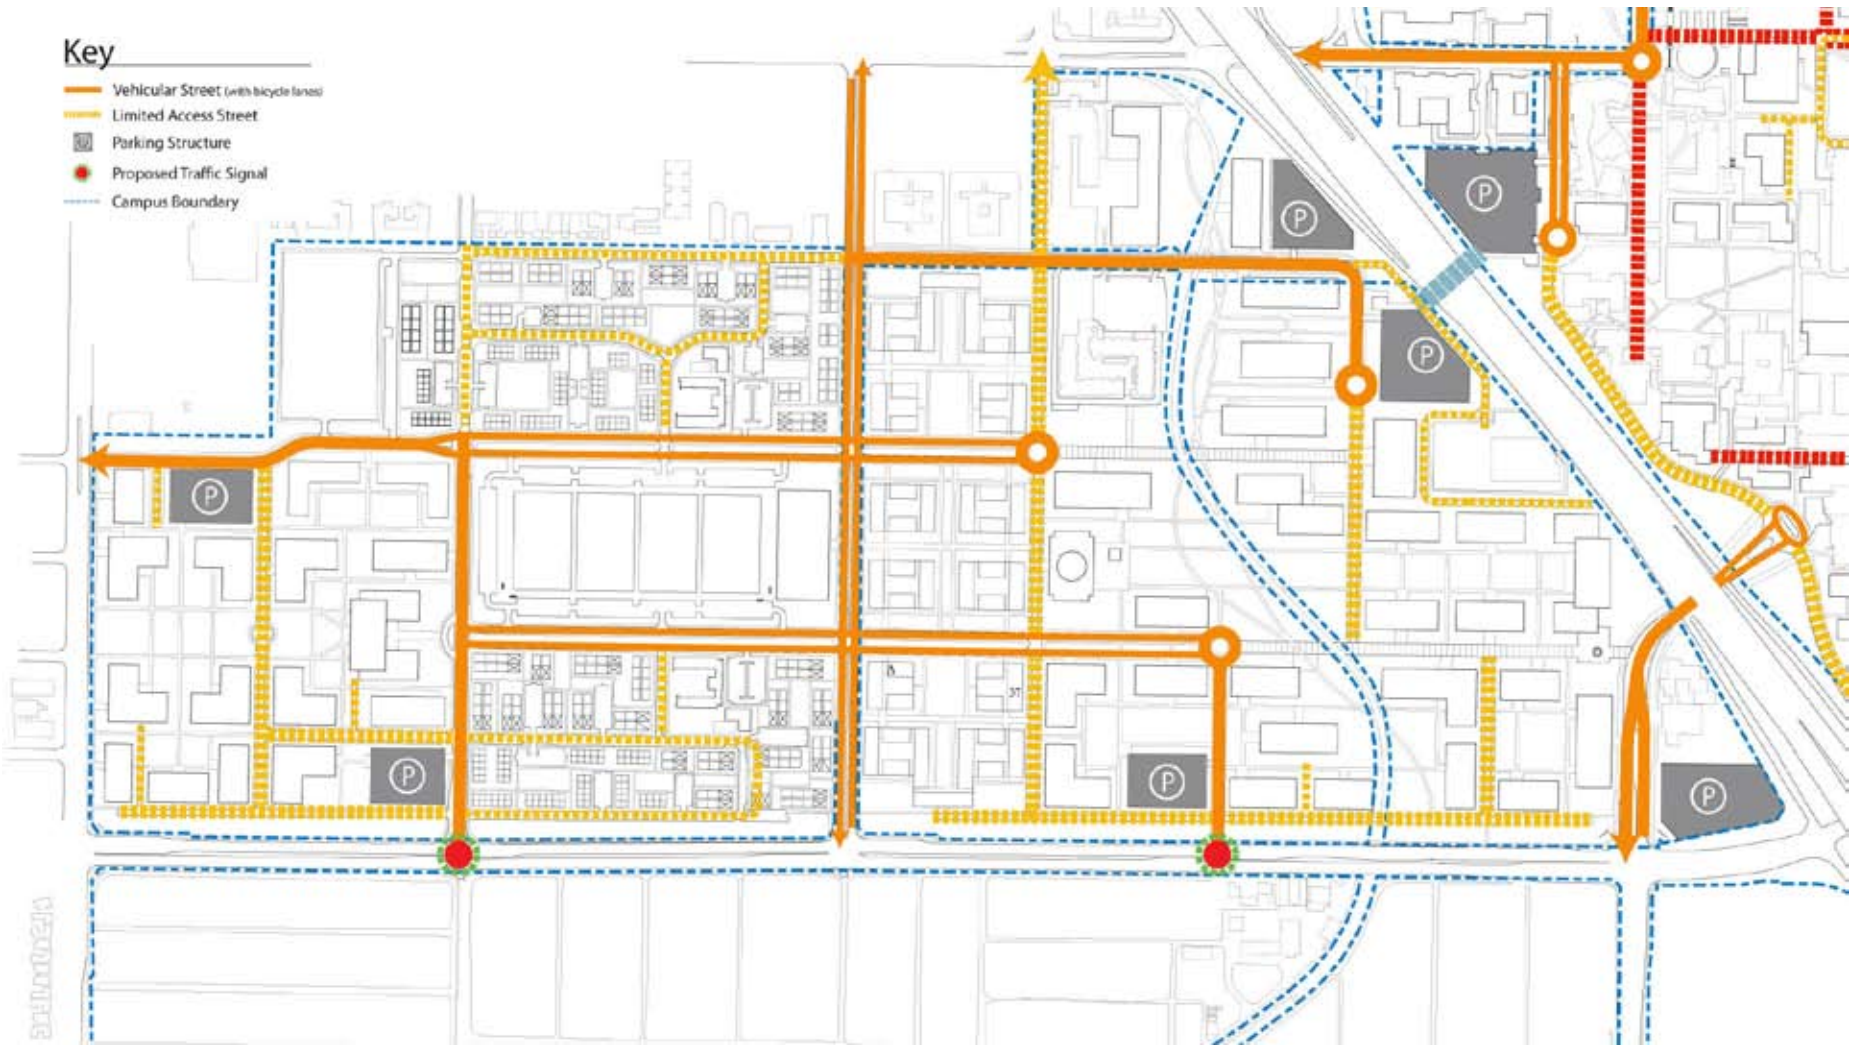 Key
Vehicular Street (with bicycle lanes)
Limited Access Street
Parking Structure
Proposed Traffic Signal
Campus Boundary
P
P
P
P
P
P
P